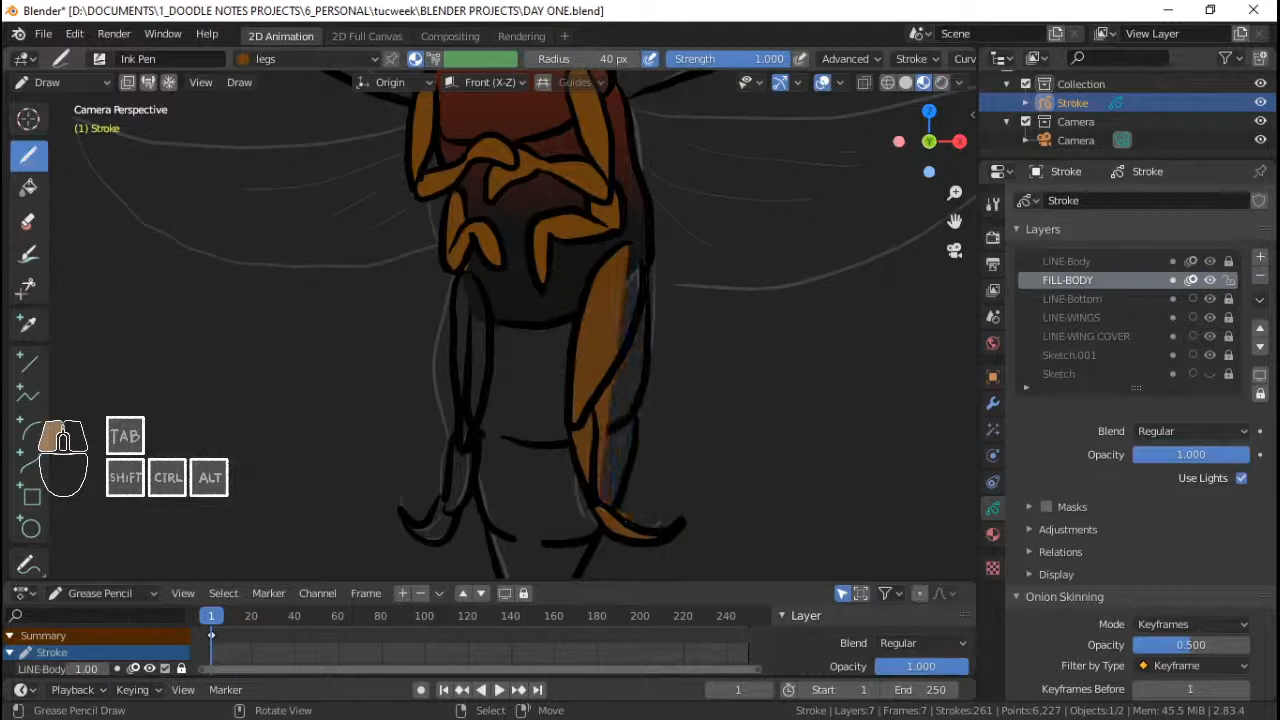 Blender* [D:\DOCUMENTS\1_DOODLE NOTES PROJECTS\6_PERSONAL\tucweek\BLENDER PROJECTS\DAY ONE.blend]
File Edit Render Window Help 2D Animation 2D Full Canvas Compositing Rendering + Scene View Layer
Ink Pen legs Radius 40 px Strength 1.000 Advanced Stroke Curv
Draw View Draw Origin Front (X-Z) Guides
Camera Perspective
(1) Stroke
Z
Y
X
Collection
Stroke
Camera
Camera
Stroke Stroke
Stroke
Layers
LINE-Body
FILL-BODY
LINE-Bottom
LINE-WINGS
LINE-WING COVER
Sketch.001
Sketch
Blend Regular
Opacity 1.000
Use Lights
Masks
Adjustments
Relations
Display
Onion Skinning
Mode Keyframes
Opacity 0.500
Filter by Type Keyframe
Keyframes Before 1
TAB
SHIFT CTRL ALT
Grease Pencil View Select Marker Channel Frame
1 20 40 60 80 100 120 140 160 180 200 220 240
Summary
Stroke
LINE-Body 1.00
Layer
Blend Regular
Opacity 1.000
Playback Keying View Marker 1 Start 1 End 250
Grease Pencil Draw Rotate View Select Move Stroke | Layers:7 | Frames:7 | Strokes:261 | Points:6,227 | Objects:1/2 | Mem: 45.5 MiB | 2.83.4